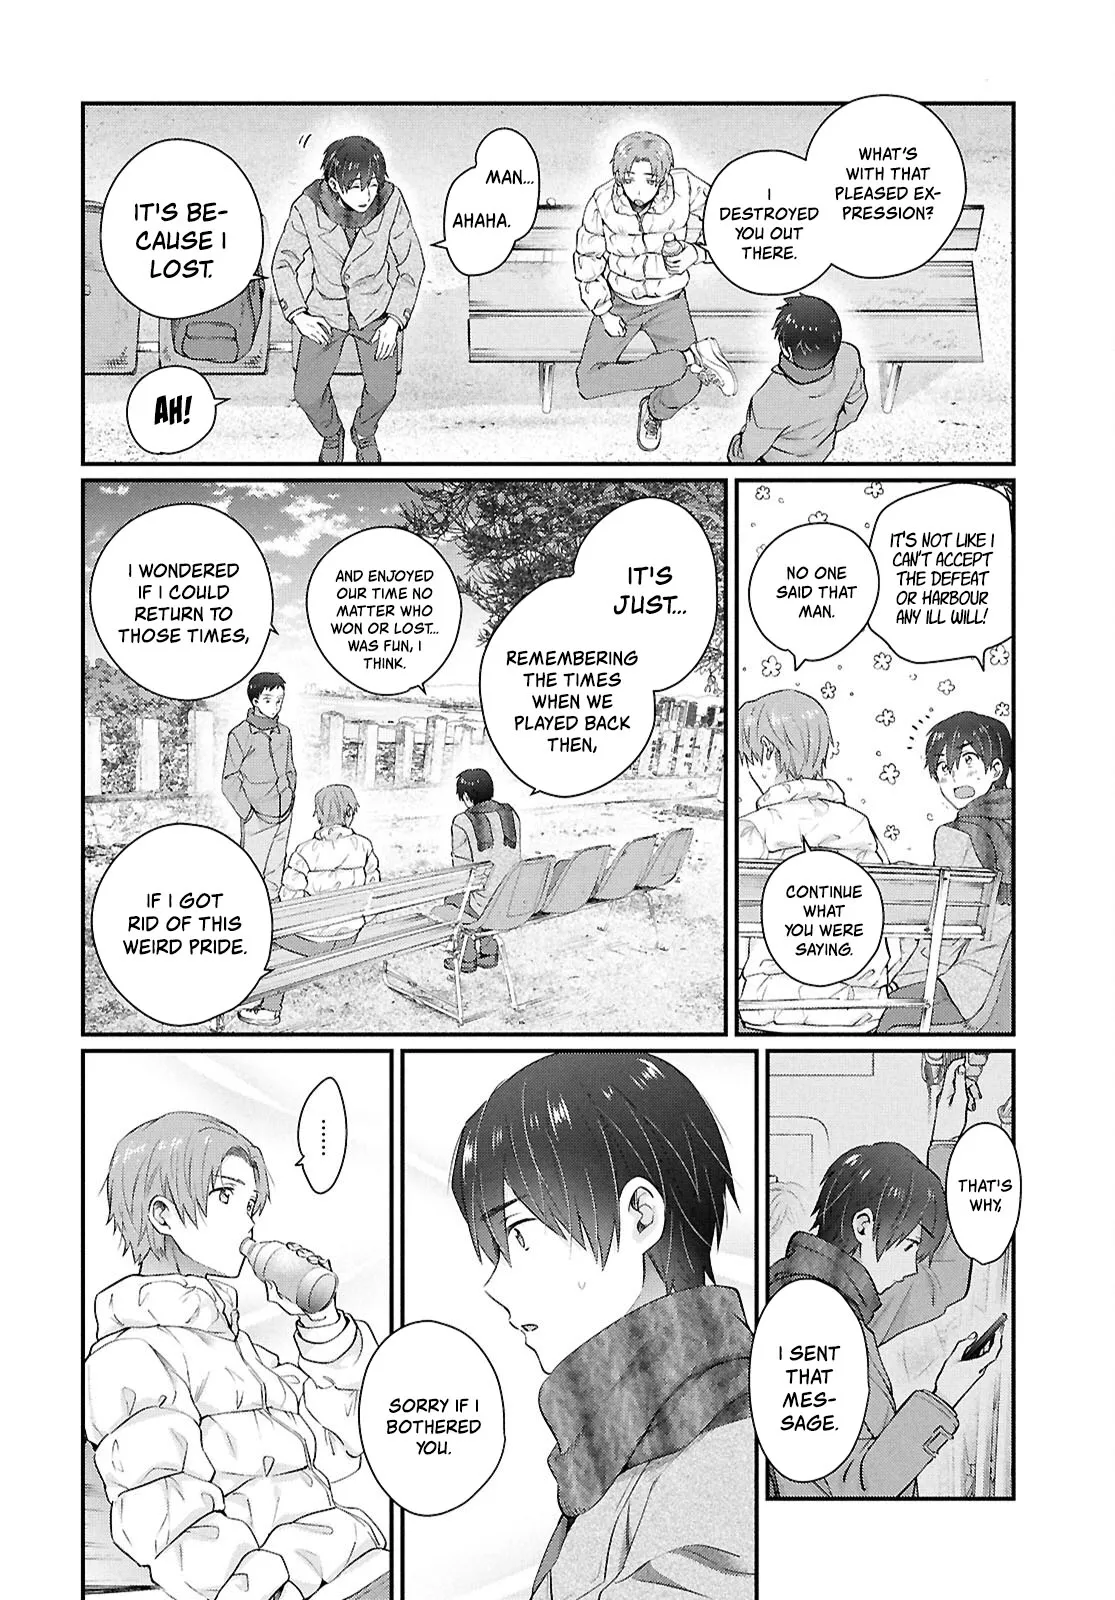 WHAT'S
WITH THAT
PLEASED EX-
PRESSION?
I
DESTROYED
YOU OUT
THERE.
MAN...
AHAHA.
IT'S BE-
CAUSE I
LOST.
AH!
IT'S NOT LIKE I
CAN'T ACCEPT
THE DEFEAT
OR HARBOUR
ANY ILL WILL!
NO ONE
SAID THAT
MAN.
CONTINUE
WHAT
YOU WERE
SAYING.
IT'S
JUST...
REMEMBERING
THE TIMES
WHEN WE
PLAYED BACK
THEN,
AND ENJOYED
OUR TIME NO
MATTER WHO
WON OR LOST...
WAS FUN, I
THINK.
I WONDERED
IF I COULD
RETURN TO
THOSE TIMES,
IF I GOT
RID OF THIS
WEIRD PRIDE.
THAT'S
WHY,
I SENT
THAT
MES-
SAGE.
SORRY IF I
BOTHERED
YOU.
......